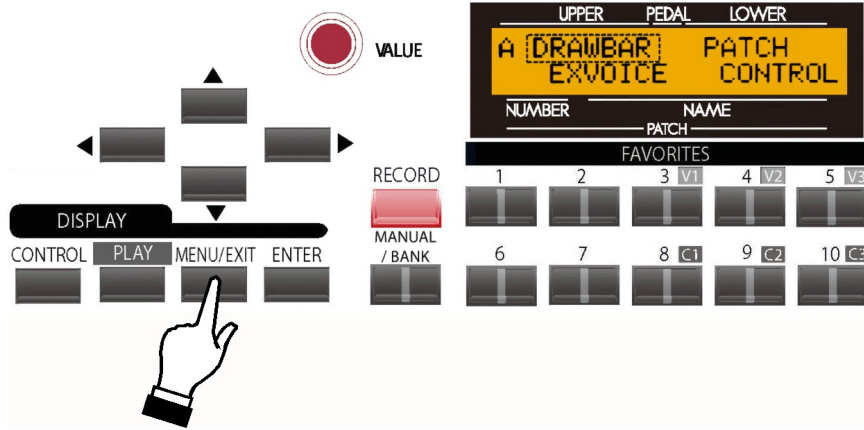 UPPER PEDAL LOWER
VALUE
A DRAWBAR PATCH
EXVOICE CONTROL
NUMBER NAME
PATCH
FAVORITES
RECORD
1 2 3 V1 4 V2 5 V3
DISPLAY
MANUAL
/ BANK
CONTROL PLAY MENU/EXIT ENTER
6 7 8 C1 9 C2 10 C3